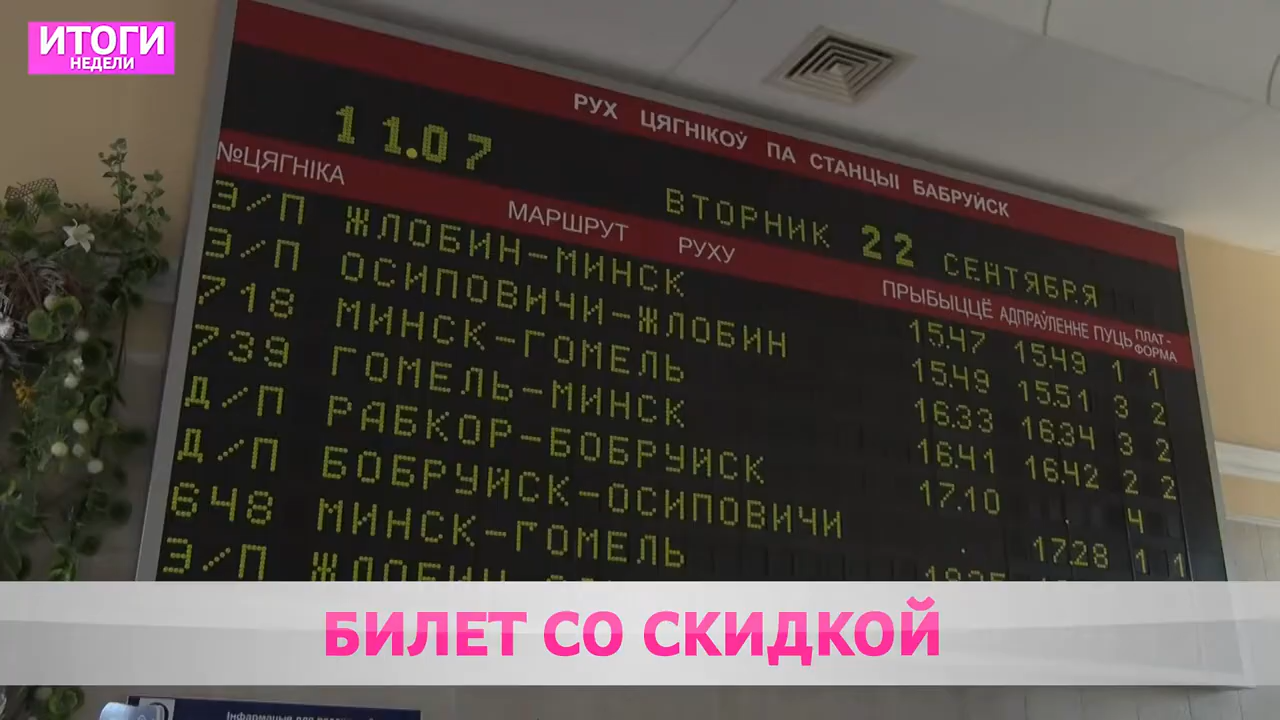 ИТОГИ
НЕДЕЛИ
РУХ ЦЯГНІКОЎ ПА СТАНЦЫІ БАБРУЙСК
11.07 ВТОРНИК 22 СЕНТЯБРЯ
№ЦЯГНІКА МАРШРУТ РУХУ ПРЫБЫЦЦЁ АДПРАЎЛЕННЕ ПУЦЬ ПЛАТ-ФОРМА
Э/П ЖЛОБИН-МИНСК 15.47 15.49 1 1
Э/П ОСИПОВИЧИ-ЖЛОБИН 15.49 15.51 3 2
718 МИНСК-ГОМЕЛЬ 16.33 16.34 3 2
739 ГОМЕЛЬ-МИНСК 16.41 16.42 2 2
Д/П РАБКОР-БОБРУЙСК 17.10 4
Д/П БОБРУЙСК-ОСИПОВИЧИ 17.28 1 1
648 МИНСК-ГОМЕЛЬ
Э/П ЖЛОБИН
БИЛЕТ СО СКИДКОЙ
Інфармацыя для